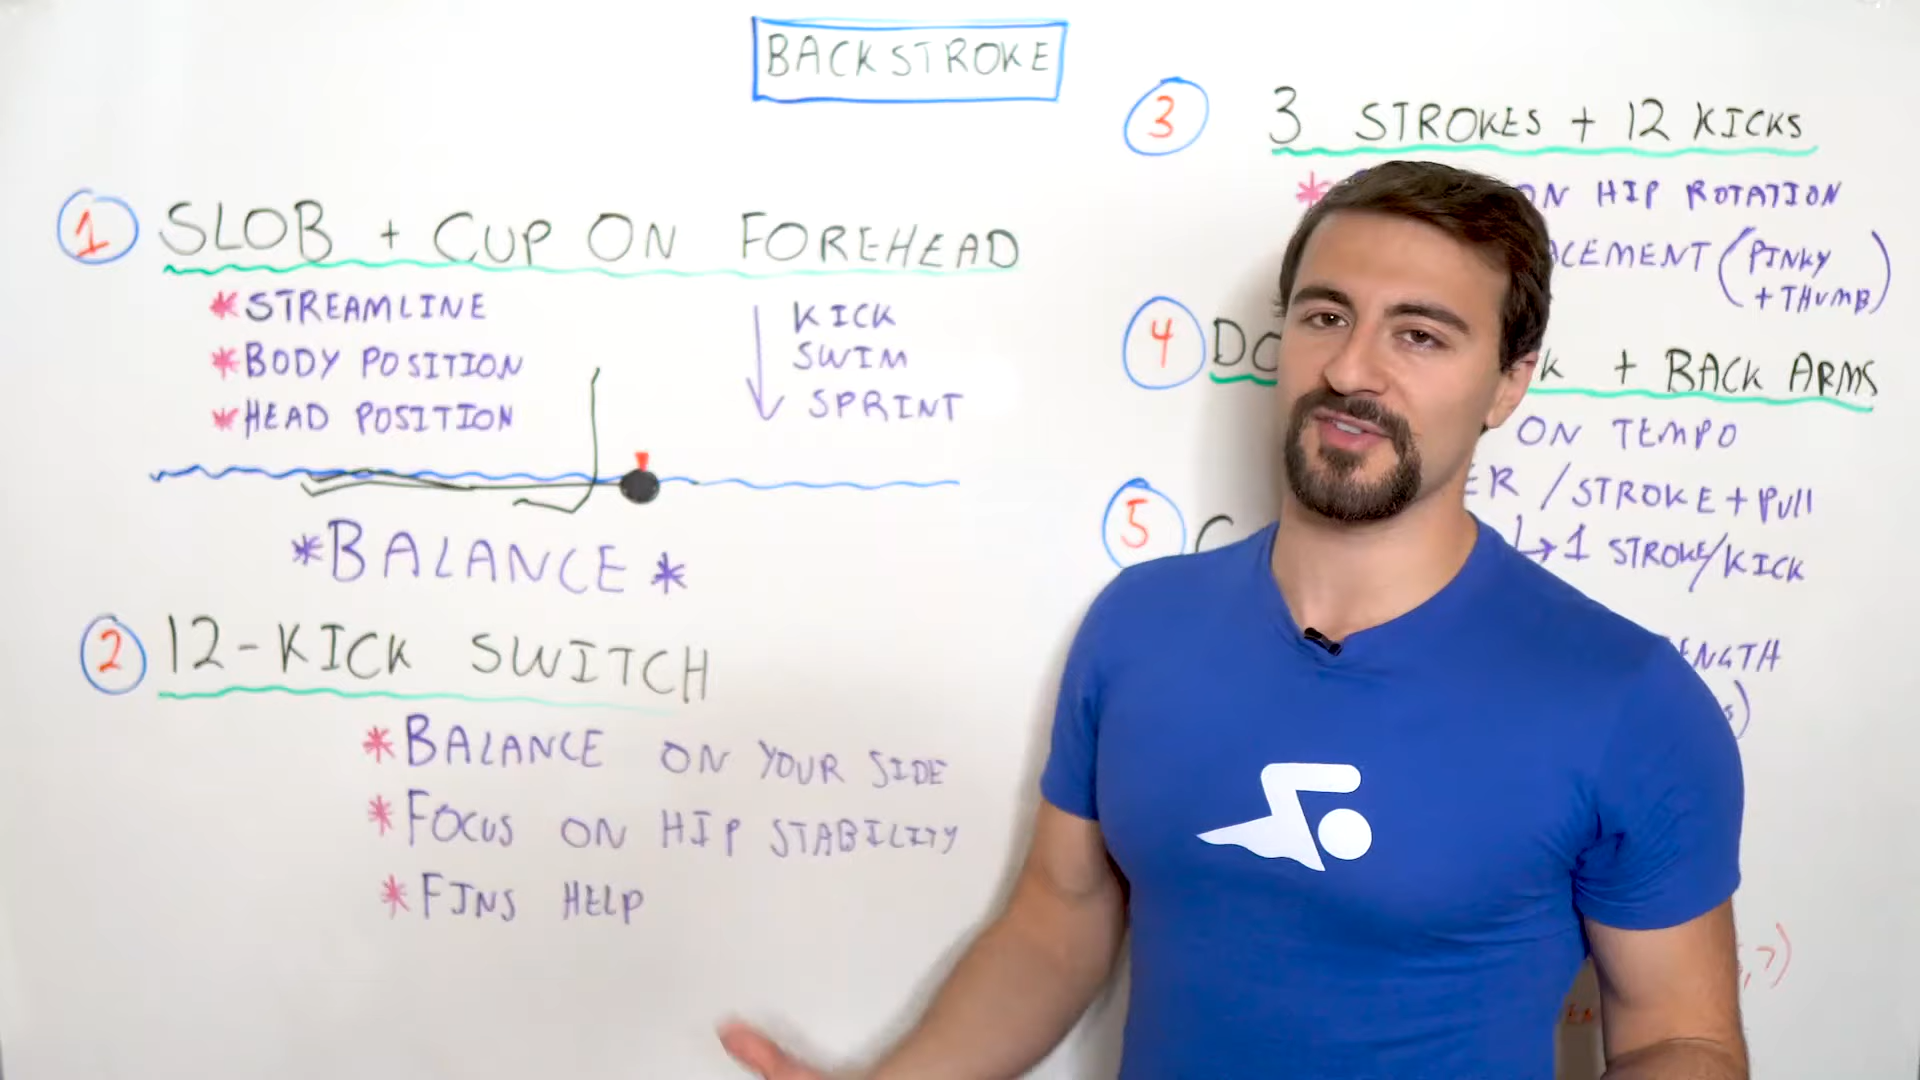 BACKSTROKE
1 SLOB + CUP ON FOREHEAD
* STREAMLINE
* BODY POSITION
* HEAD POSITION
KICK
SWIM
SPRINT
* BALANCE *
2 12-KICK SWITCH
* BALANCE ON YOUR SIDE
* FOCUS ON HIP STABILITY
* FINS HELP
3 3 STROKES + 12 KICKS
* ON HIP ROTATION
(PINKY
+ THUMB)
4 + BACK ARMS
ON TEMPO
/STROKE + PULL
1 STROKE/KICK
5